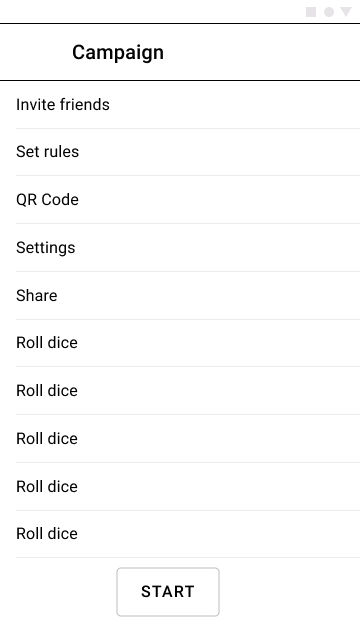 Campaign
Invite friends
Set rules
QR Code
Settings
Share
Roll dice
Roll dice
Roll dice
Roll dice
Roll dice
START